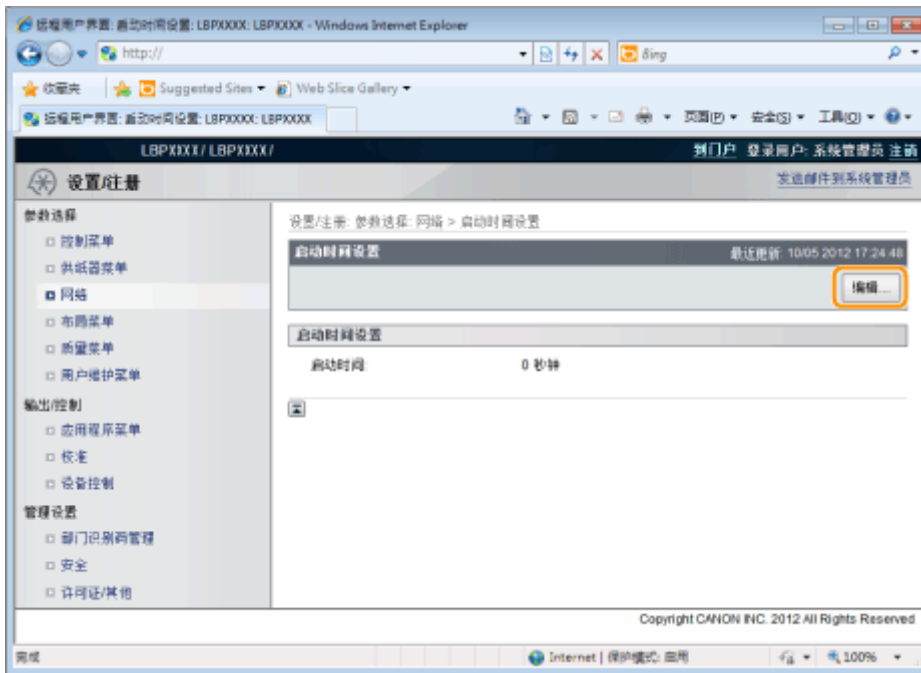 远程用户界面: 启动时间设置: LBPXXXX: LBPXXXX - Windows Internet Explorer
http://
Bing
收藏夹 Suggested Sites Web Slice Gallery
远程用户界面: 启动时间设置: LBPXXXX: LBPXXXX
页面(P) 安全(S) 工具(O)
LBPXXXX/ LBPXXXX/
到门户 登录用户: 系统管理员 注销
设置/注册
发送邮件到系统管理员
参数选择
控制菜单
供纸器菜单
网络
布局菜单
质量菜单
用户维护菜单
输出/控制
应用程序菜单
校准
设备控制
管理设置
部门识别码管理
安全
许可证/其他
设置/注册: 参数选择: 网络 > 启动时间设置
启动时间设置
最近更新: 10/05 2012 17:24:48
编辑...
启动时间设置
启动时间: 0 秒钟
Copyright CANON INC. 2012 All Rights Reserved
完成
Internet | 保护模式: 启用
100%